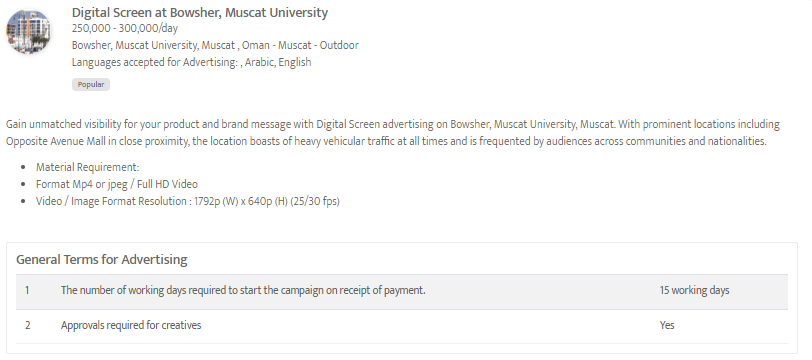 Digital Screen at Bowsher, Muscat University
250,000 - 300,000/day
Bowsher, Muscat University, Muscat , Oman - Muscat - Outdoor
Languages accepted for Advertising: , Arabic, English
Popular
Gain unmatched visibility for your product and brand message with Digital Screen advertising on Bowsher, Muscat University, Muscat. With prominent locations including
Opposite Avenue Mall in close proximity, the location boasts of heavy vehicular traffic at all times and is frequented by audiences across communities and nationalities.
• Material Requirement:
• Format Mp4 or jpeg / Full HD Video
• Video / Image Format Resolution : 1792p (W) x 640p (H) (25/30 fps)
General Terms for Advertising
1 The number of working days required to start the campaign on receipt of payment. 15 working days
2 Approvals required for creatives Yes